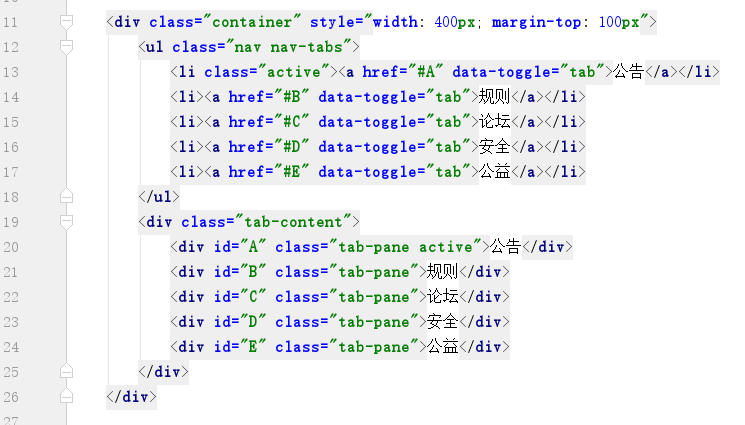 11 <div class="container" style="width: 400px; margin-top: 100px">
12 <ul class="nav nav-tabs">
13 <li class="active"><a href="#A" data-toggle="tab">公告</a></li>
14 <li><a href="#B" data-toggle="tab">规则</a></li>
15 <li><a href="#C" data-toggle="tab">论坛</a></li>
16 <li><a href="#D" data-toggle="tab">安全</a></li>
17 <li><a href="#E" data-toggle="tab">公益</a></li>
18 </ul>
19 <div class="tab-content">
20 <div id="A" class="tab-pane active">公告</div>
21 <div id="B" class="tab-pane">规则</div>
22 <div id="C" class="tab-pane">论坛</div>
23 <div id="D" class="tab-pane">安全</div>
24 <div id="E" class="tab-pane">公益</div>
25 </div>
26 </div>
27